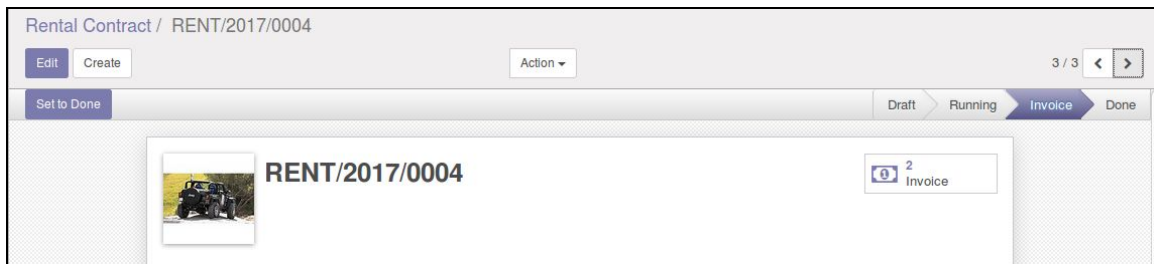 Rental Contract / RENT/2017/0004
Edit Create Action 3 / 3
Set to Done Draft Running Invoice Done
RENT/2017/0004
2
Invoice